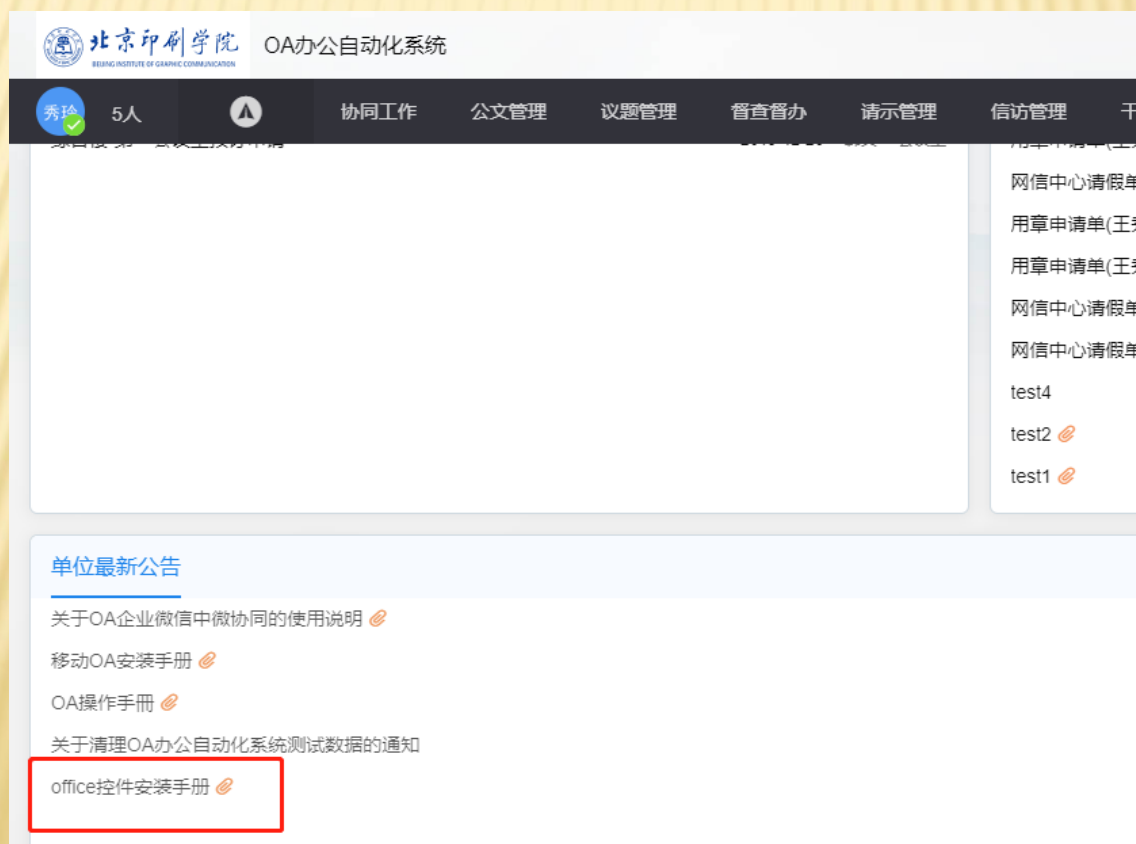 北京印刷学院
BEIJING INSTITUTE OF GRAPHIC COMMUNICATION
OA办公自动化系统
秀玲
5人
协同工作 公文管理 议题管理 督查督办 请示管理 信访管理
网信中心请假单
用章申请单(王
用章申请单(王
网信中心请假单
网信中心请假单
test4
test2
test1
单位最新公告
关于OA企业微信中微协同的使用说明
移动OA安装手册
OA操作手冊
关于清理OA办公自动化系统测试数据的通知
office控件安装手册